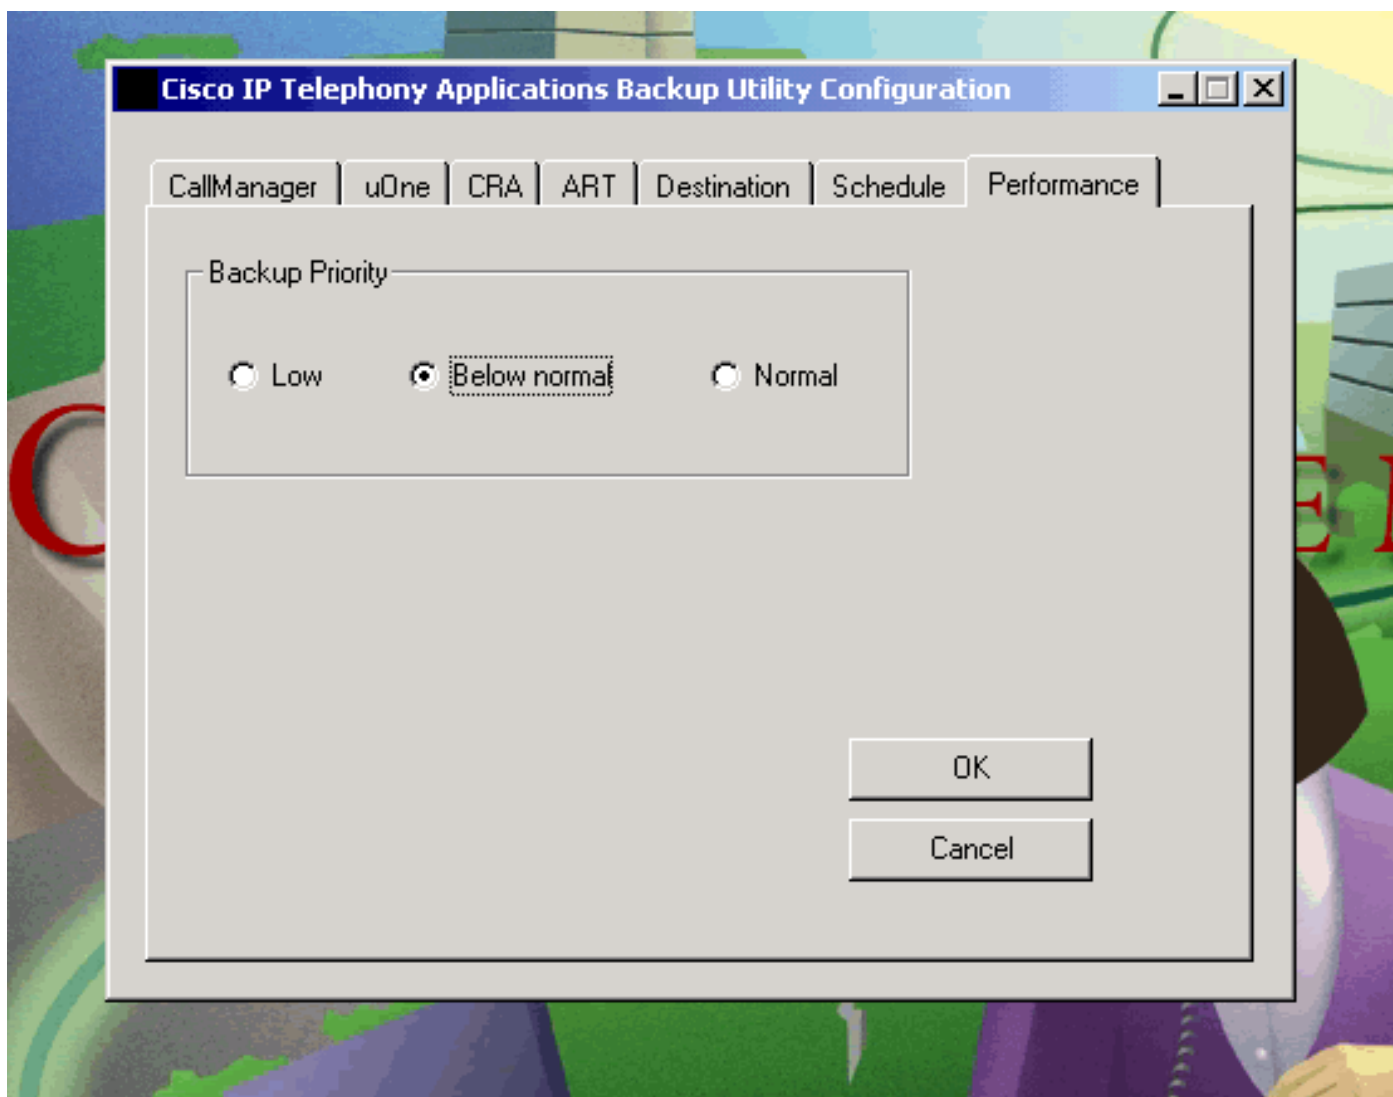 Cisco IP Telephony Applications Backup Utility Configuration
CallManager uOne CRA ART Destination Schedule Performance
Backup Priority
Low Below normal Normal
OK
Cancel